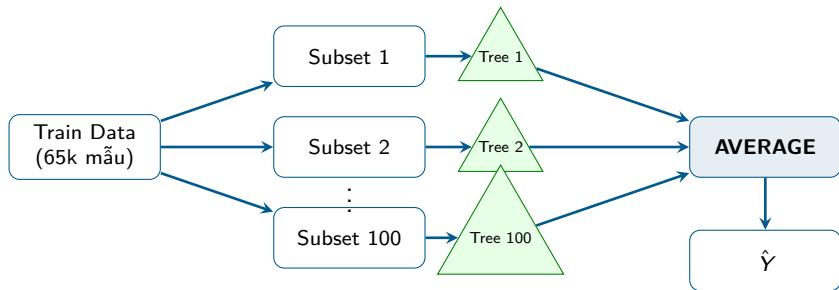 Train Data
(65k mẫu)
Subset 1
Tree 1
Subset 2
Tree 2
⋮
Subset 100
Tree 100
AVERAGE
Ŷ